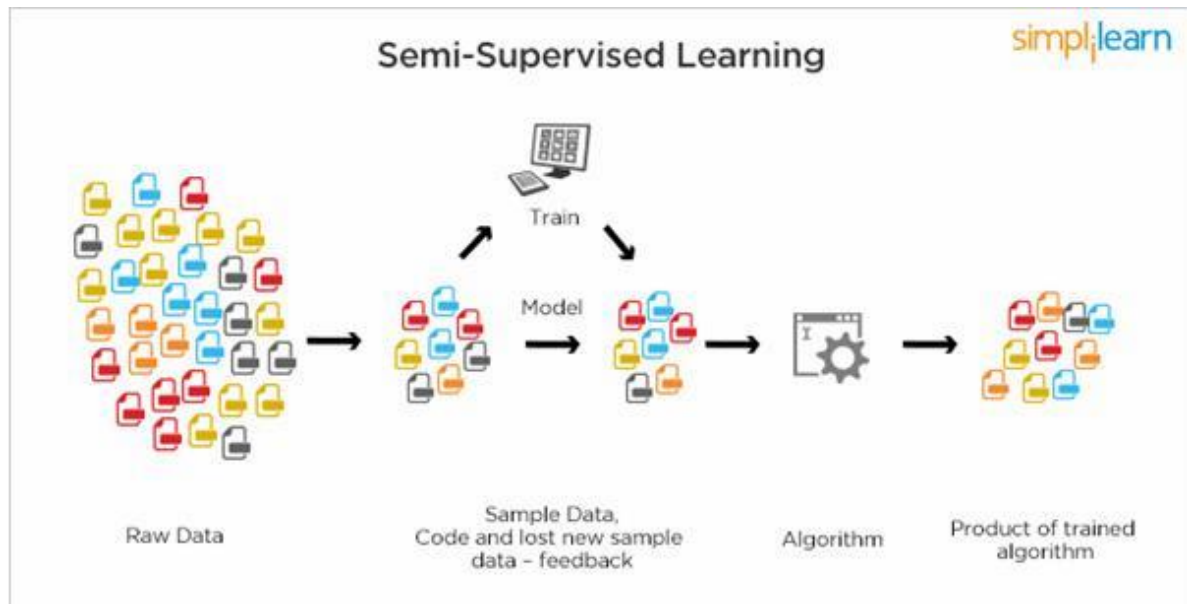 Semi-Supervised Learning
simplilearn
Train
Model
Raw Data
Sample Data,
Code and lost new sample
data – feedback
Algorithm
Product of trained
algorithm